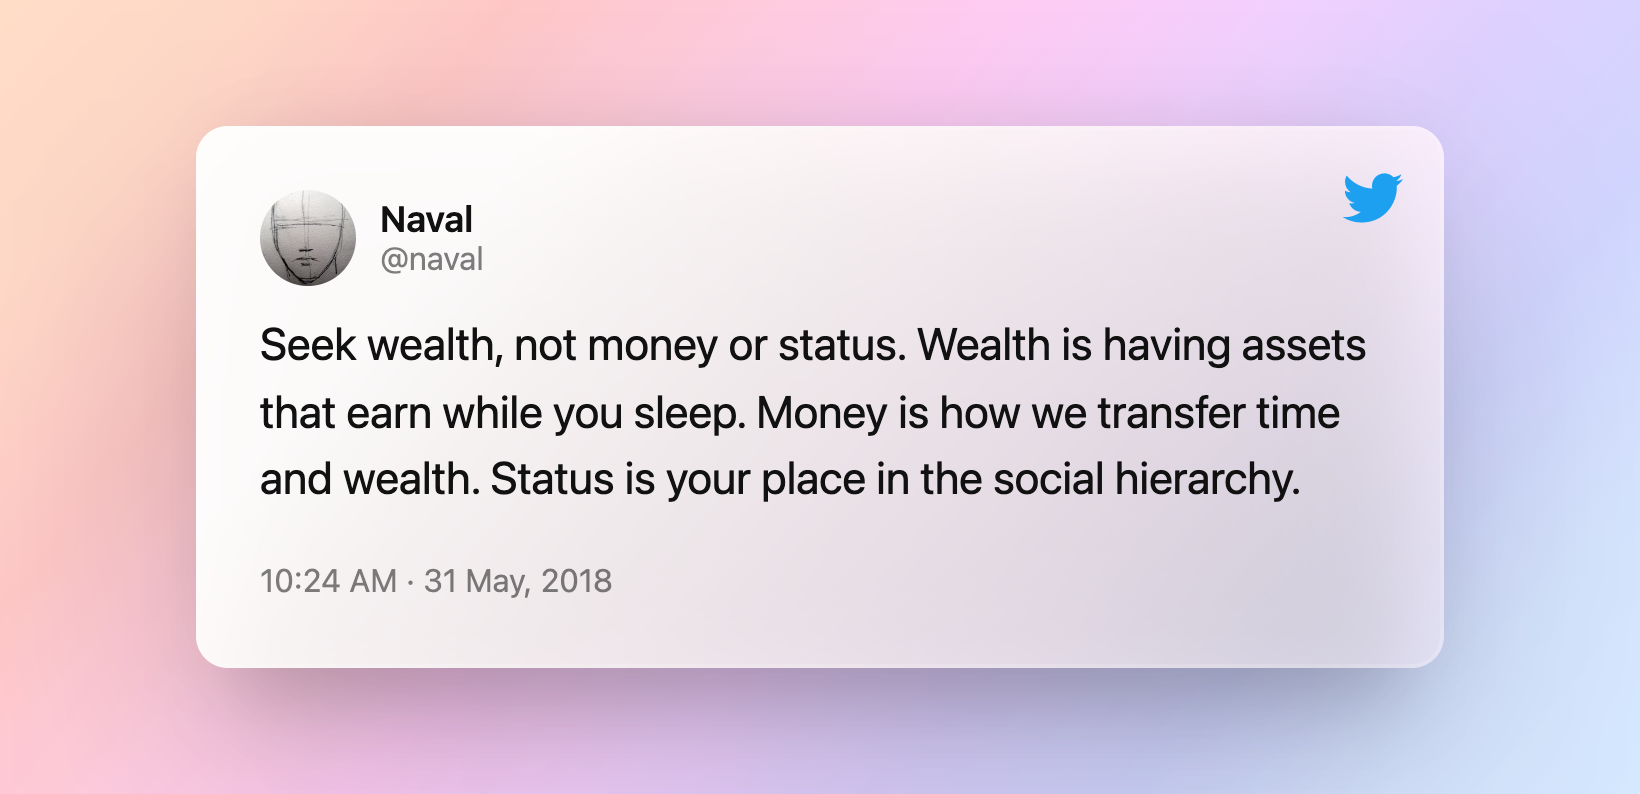 Naval
@naval
Seek wealth, not money or status. Wealth is having assets
that earn while you sleep. Money is how we transfer time
and wealth. Status is your place in the social hierarchy.
10:24 AM · 31 May, 2018